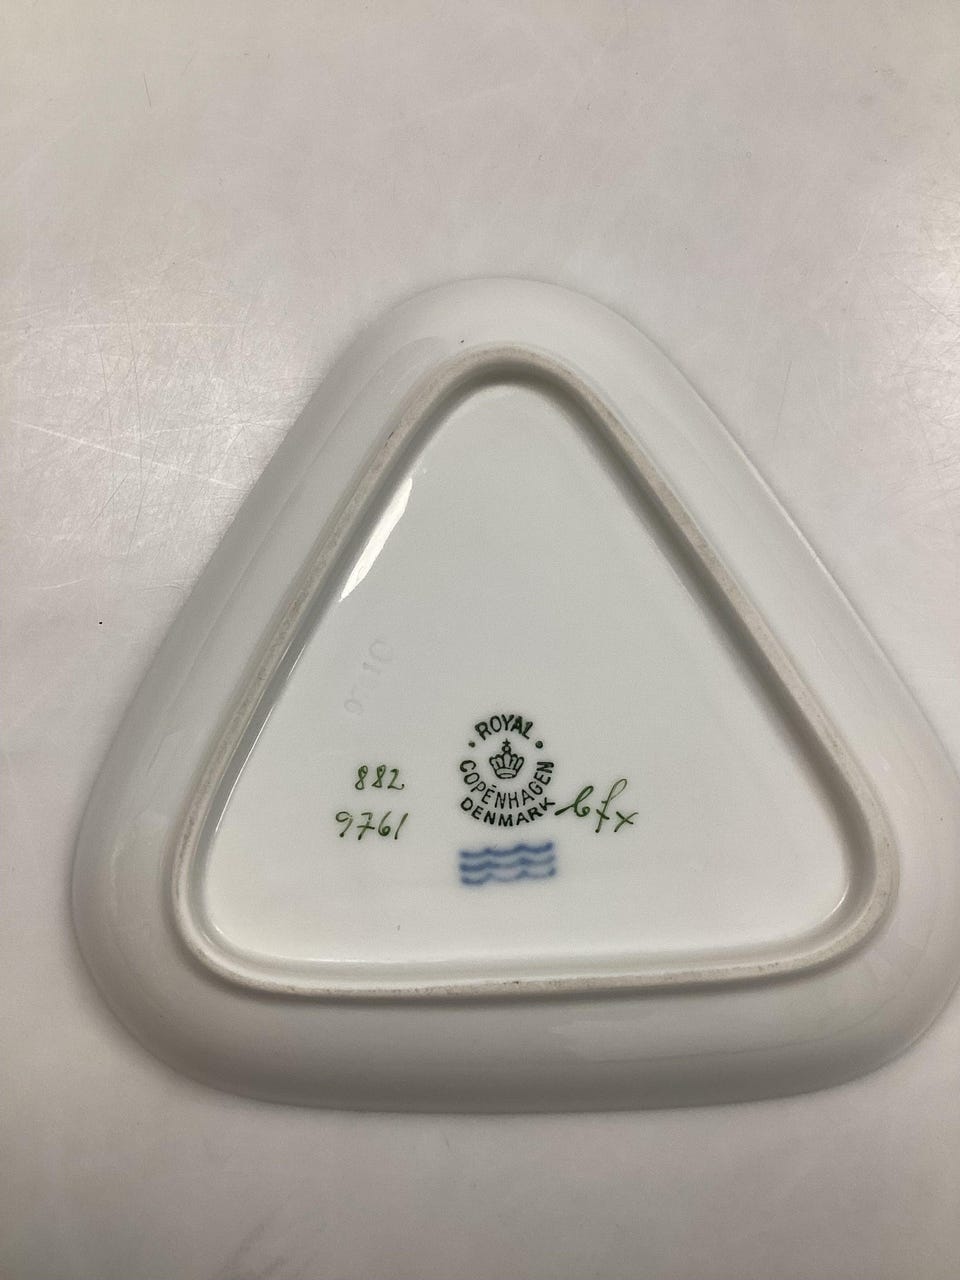 ROYAL
COPENHAGEN
DENMARK
882
9761
bfx